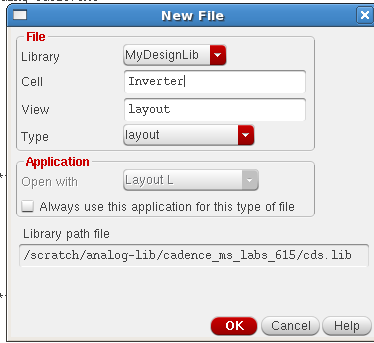 New File
File
Library MyDesignLib
Cell Inverter
View layout
Type layout
Application
Open with Layout L
Always use this application for this type of file
Library path file
/scratch/analog-lib/cadence_ms_labs_615/cds.lib
OK Cancel Help